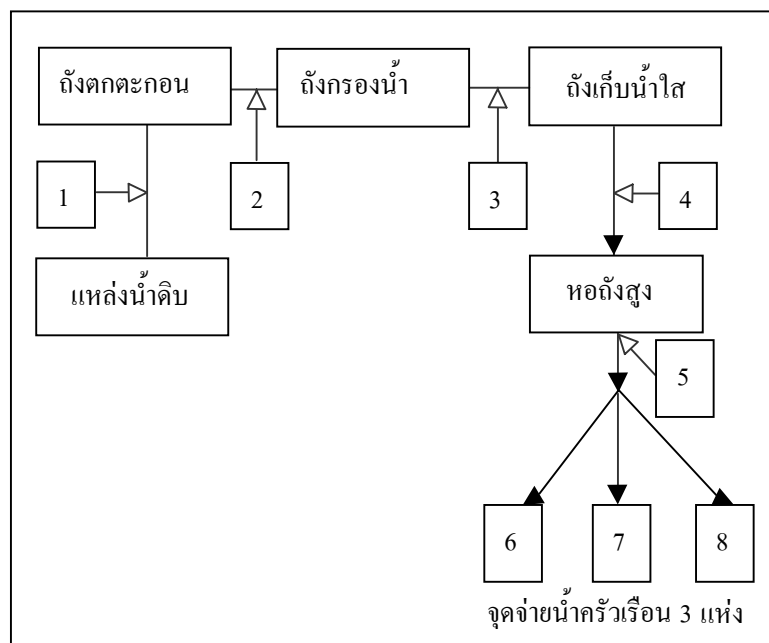 ถังตกตะกอน
ถังกรองน้ำ
ถังเก็บน้ำใส
1
2
3
4
แหล่งน้ำดิบ
หอถังสูง
5
6
7
8
จุดจ่ายน้ำครัวเรือน 3 แห่ง